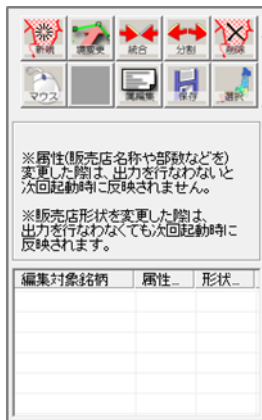 新規 境変更 統合 分割 削除
マウス 属編集 保存 選択
※属性(販売店名称や部数などを)
変更した際は、出力を行なわないと
次回起動時に反映されません。
※販売店形状を変更した際は、
出力を行なわなくても次回起動時に
反映されます。
編集対象銘柄 属性... 形状...